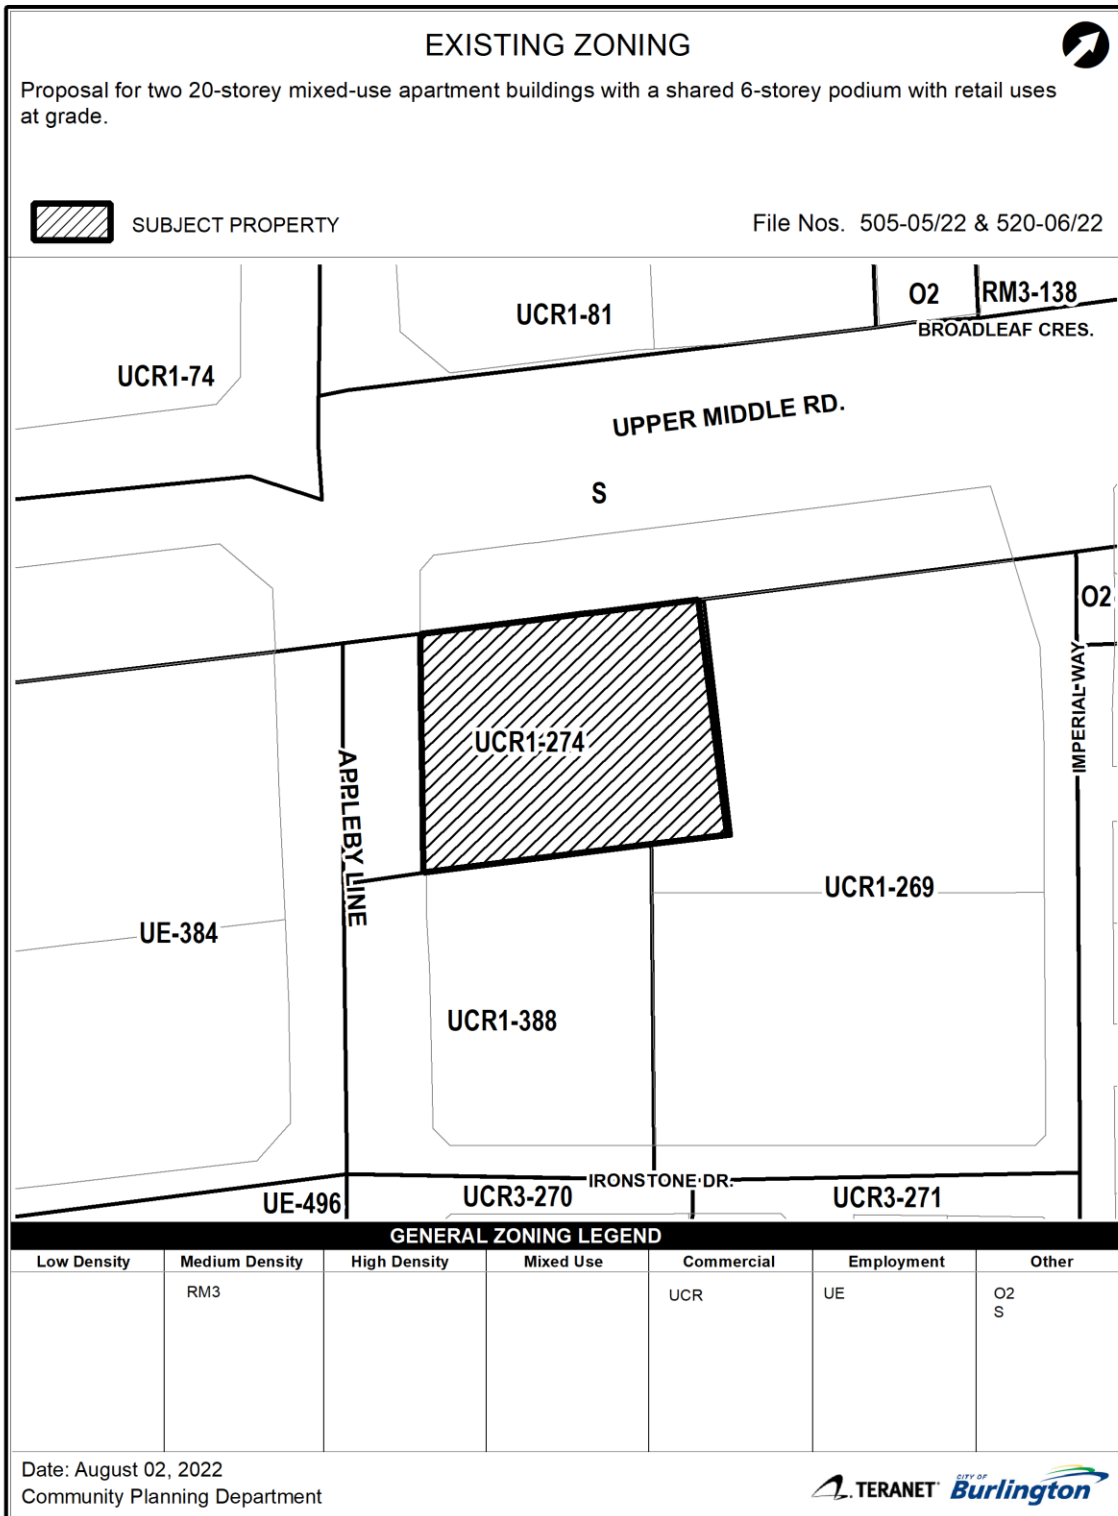 EXISTING ZONING
Proposal for two 20-storey mixed-use apartment buildings with a shared 6-storey podium with retail uses
at grade.
SUBJECT PROPERTY
File Nos. 505-05/22 & 520-06/22
O2
RM3-138
UCR1-81
BROADLEAF CRES.
UCR1-74
UPPER MIDDLE RD.
S
O2
IMPERIAL WAY
UCR1-274
APPLEBY LINE
UCR1-269
UE-384
UCR1-388
IRONSTONE DR.
UE-496
UCR3-270
UCR3-271
GENERAL ZONING LEGEND
Low Density Medium Density High Density Mixed Use Commercial Employment Other
RM3 UCR UE O2
S
Date: August 02, 2022
Community Planning Department
TERANET
CITY OF
Burlington